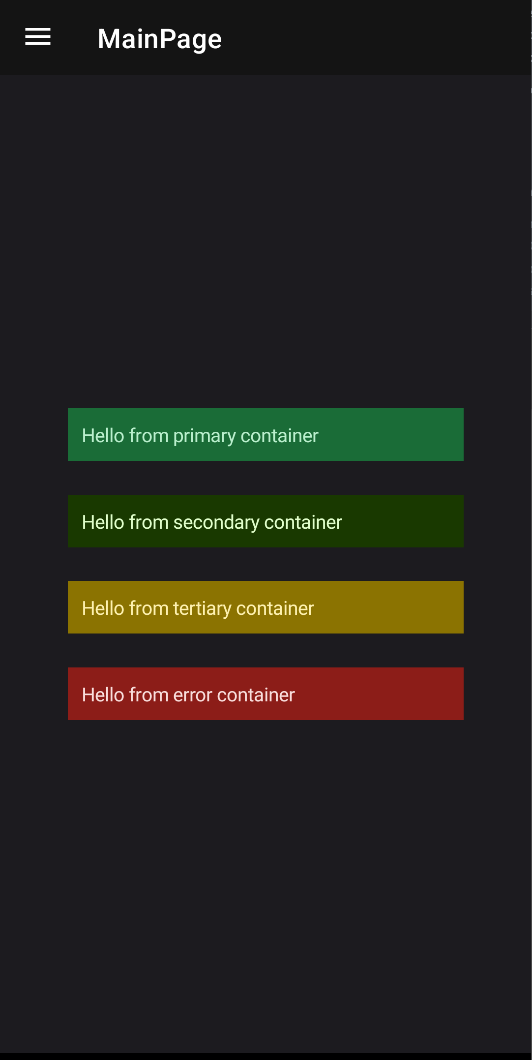 MainPage
Hello from primary container
Hello from secondary container
Hello from tertiary container
Hello from error container